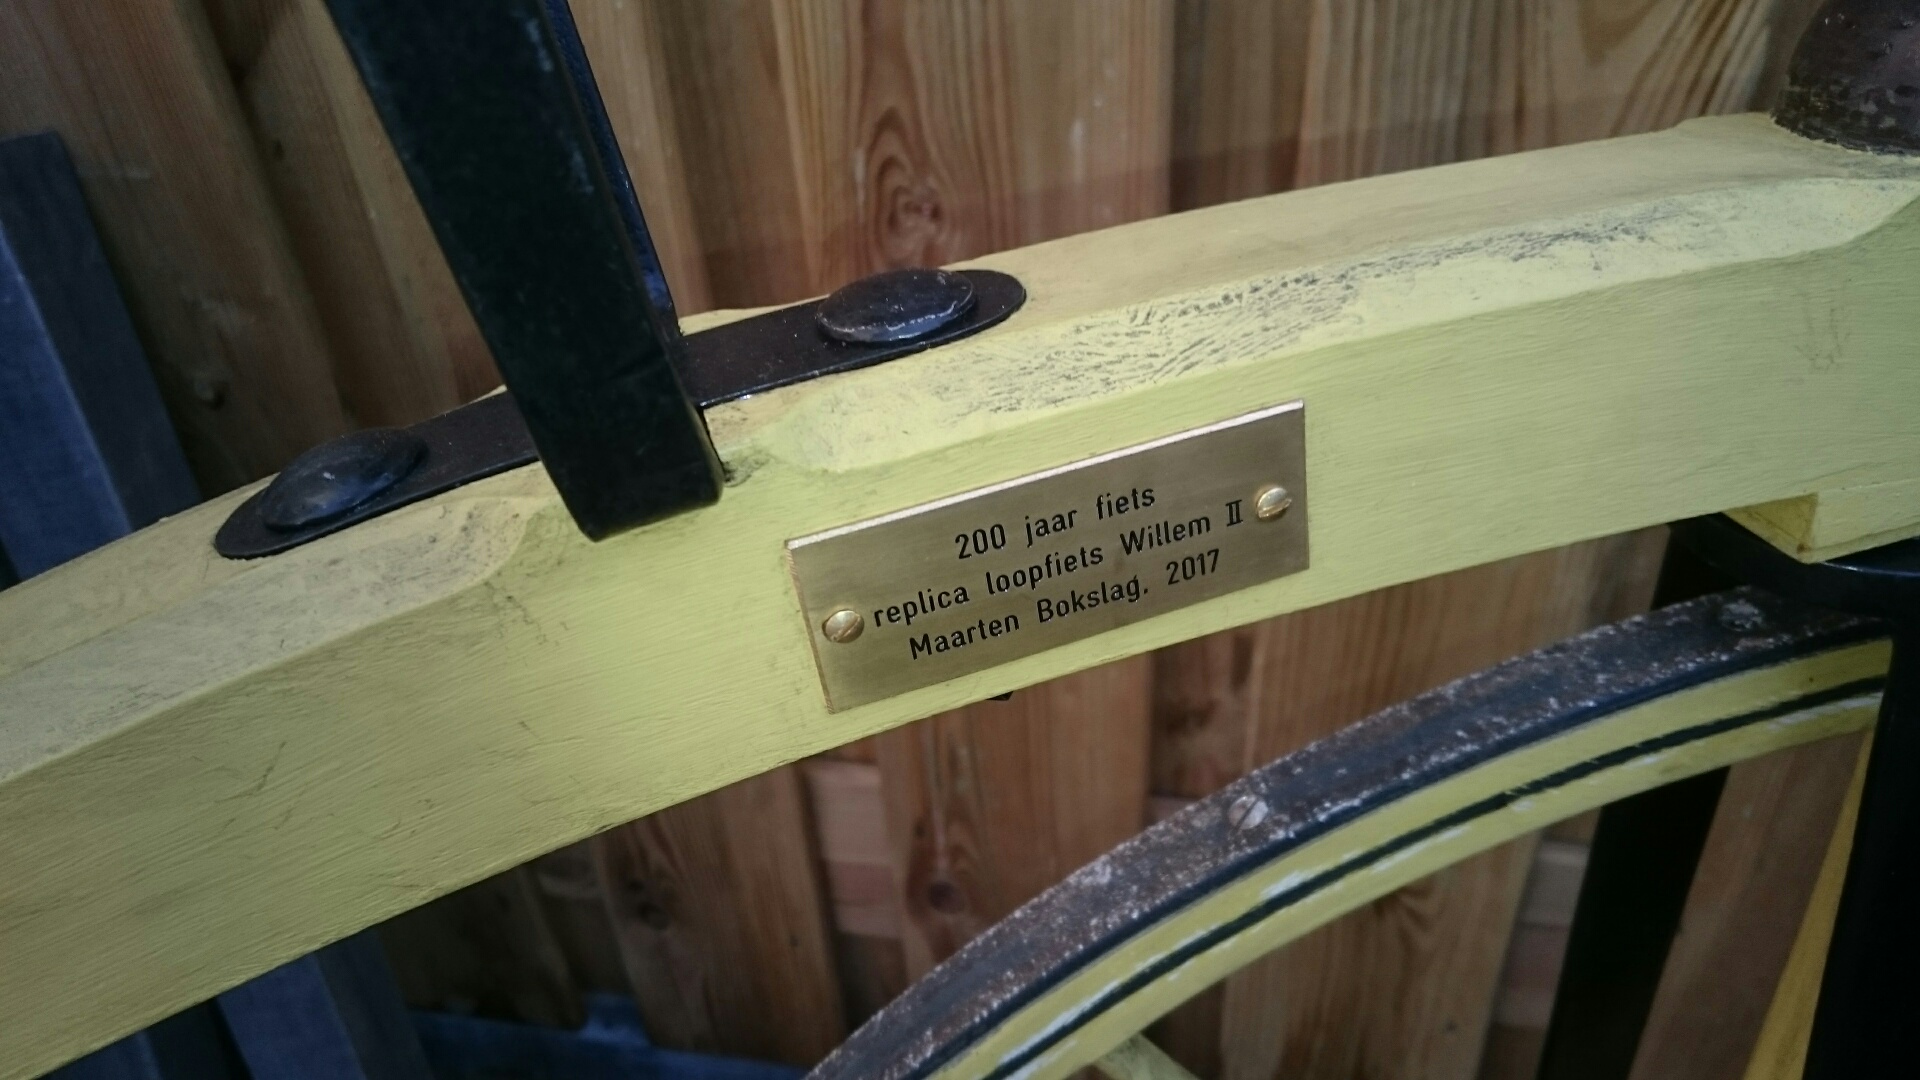 200 jaar fiets
replica loopfiets Willem II
Maarten Bokslag, 2017